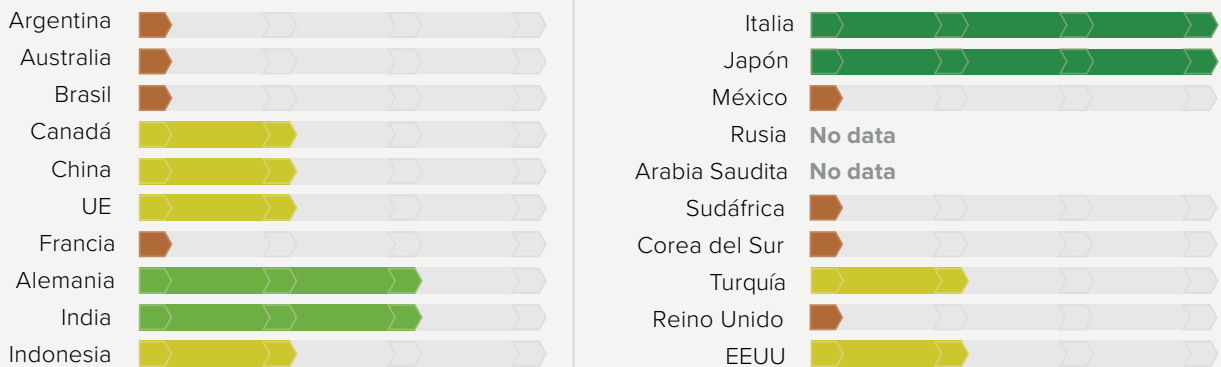 Argentina
Australia
Brasil
Canadá
China
UE
Francia
Alemania
India
Indonesia
Italia
Japón
México
Rusia No data
Arabia Saudita No data
Sudáfrica
Corea del Sur
Turquía
Reino Unido
EEUU